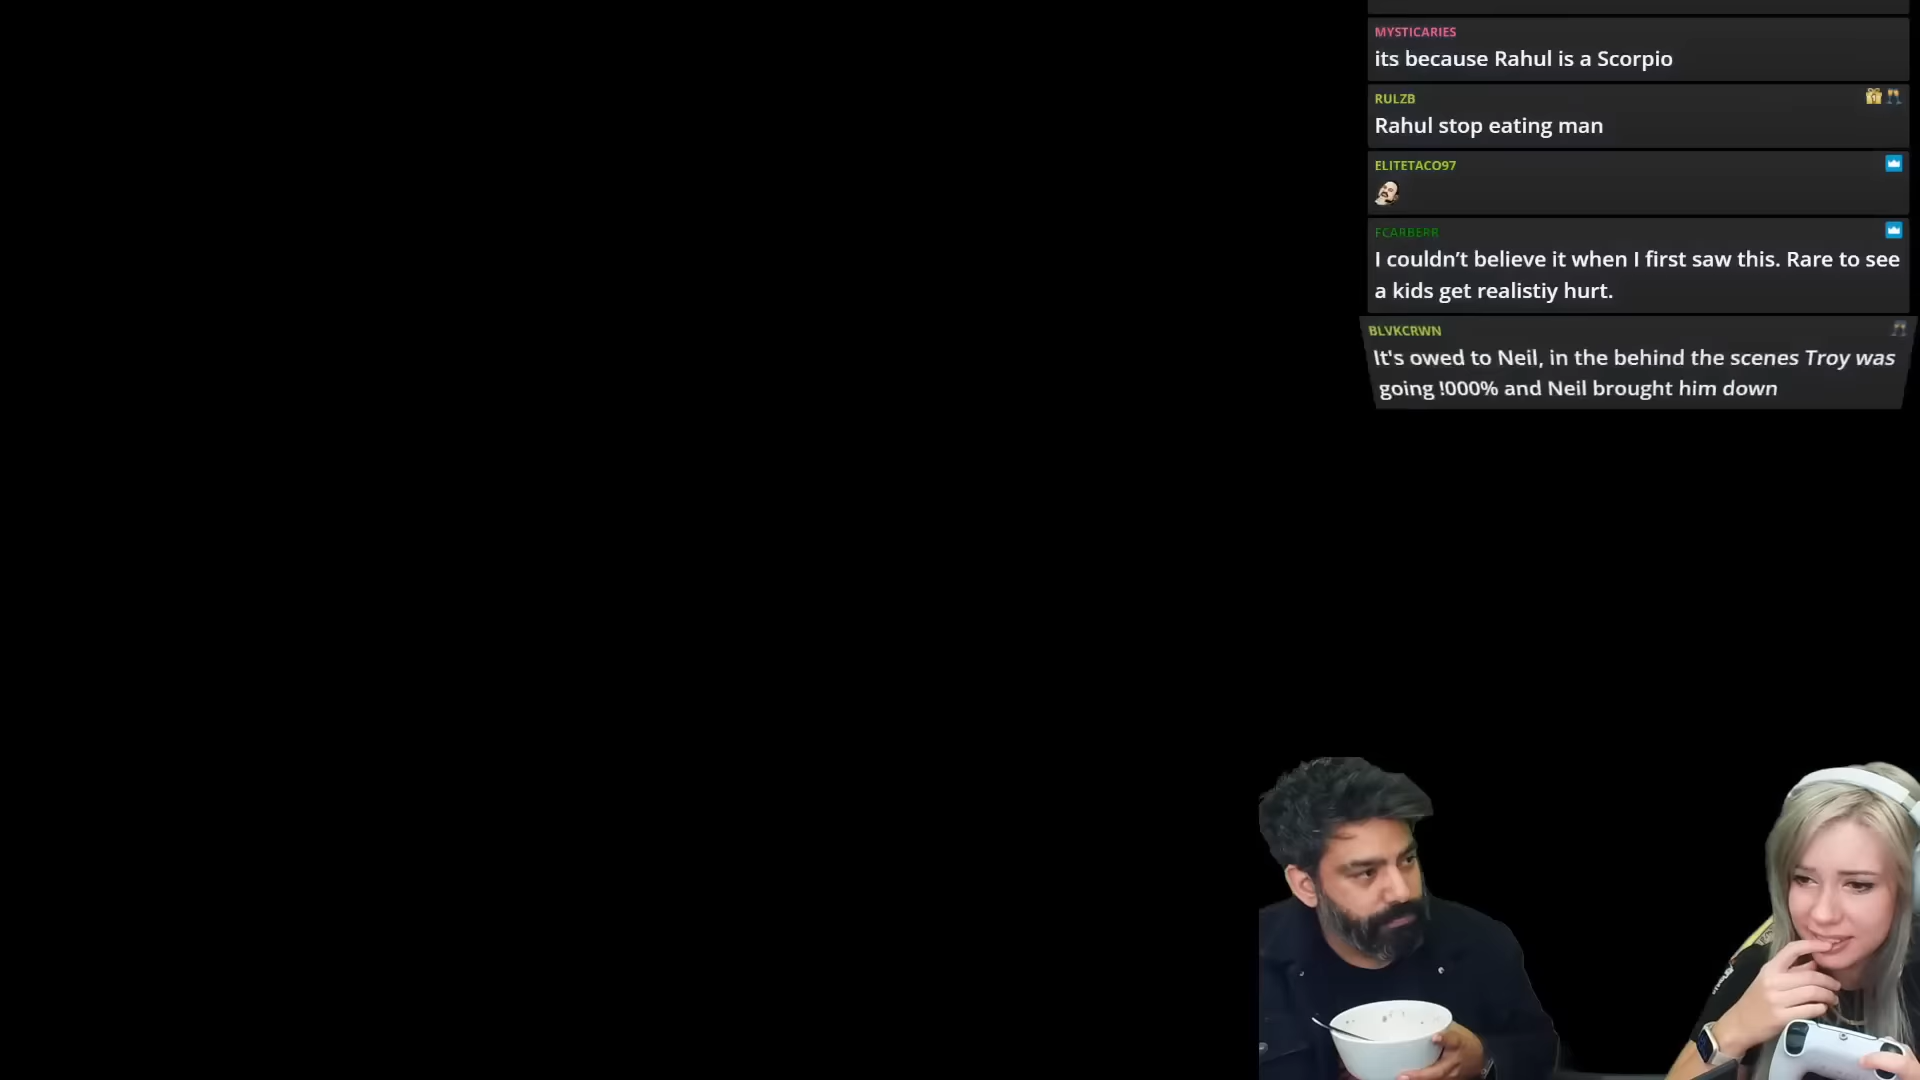 MYSTICARIES
its because Rahul is a Scorpio
RULZB
Rahul stop eating man
ELITETACO97
FCARBERR
I couldn’t believe it when I first saw this. Rare to see
a kids get realistiy hurt.
BLVKCRWN
It's owed to Neil, in the behind the scenes Troy was
going !000% and Neil brought him down